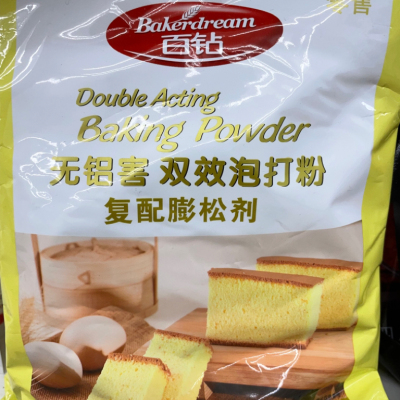 Bakerdream
百钻
售
Double Acting
Baking Powder
无铝害 双效泡打粉
复配膨松剂